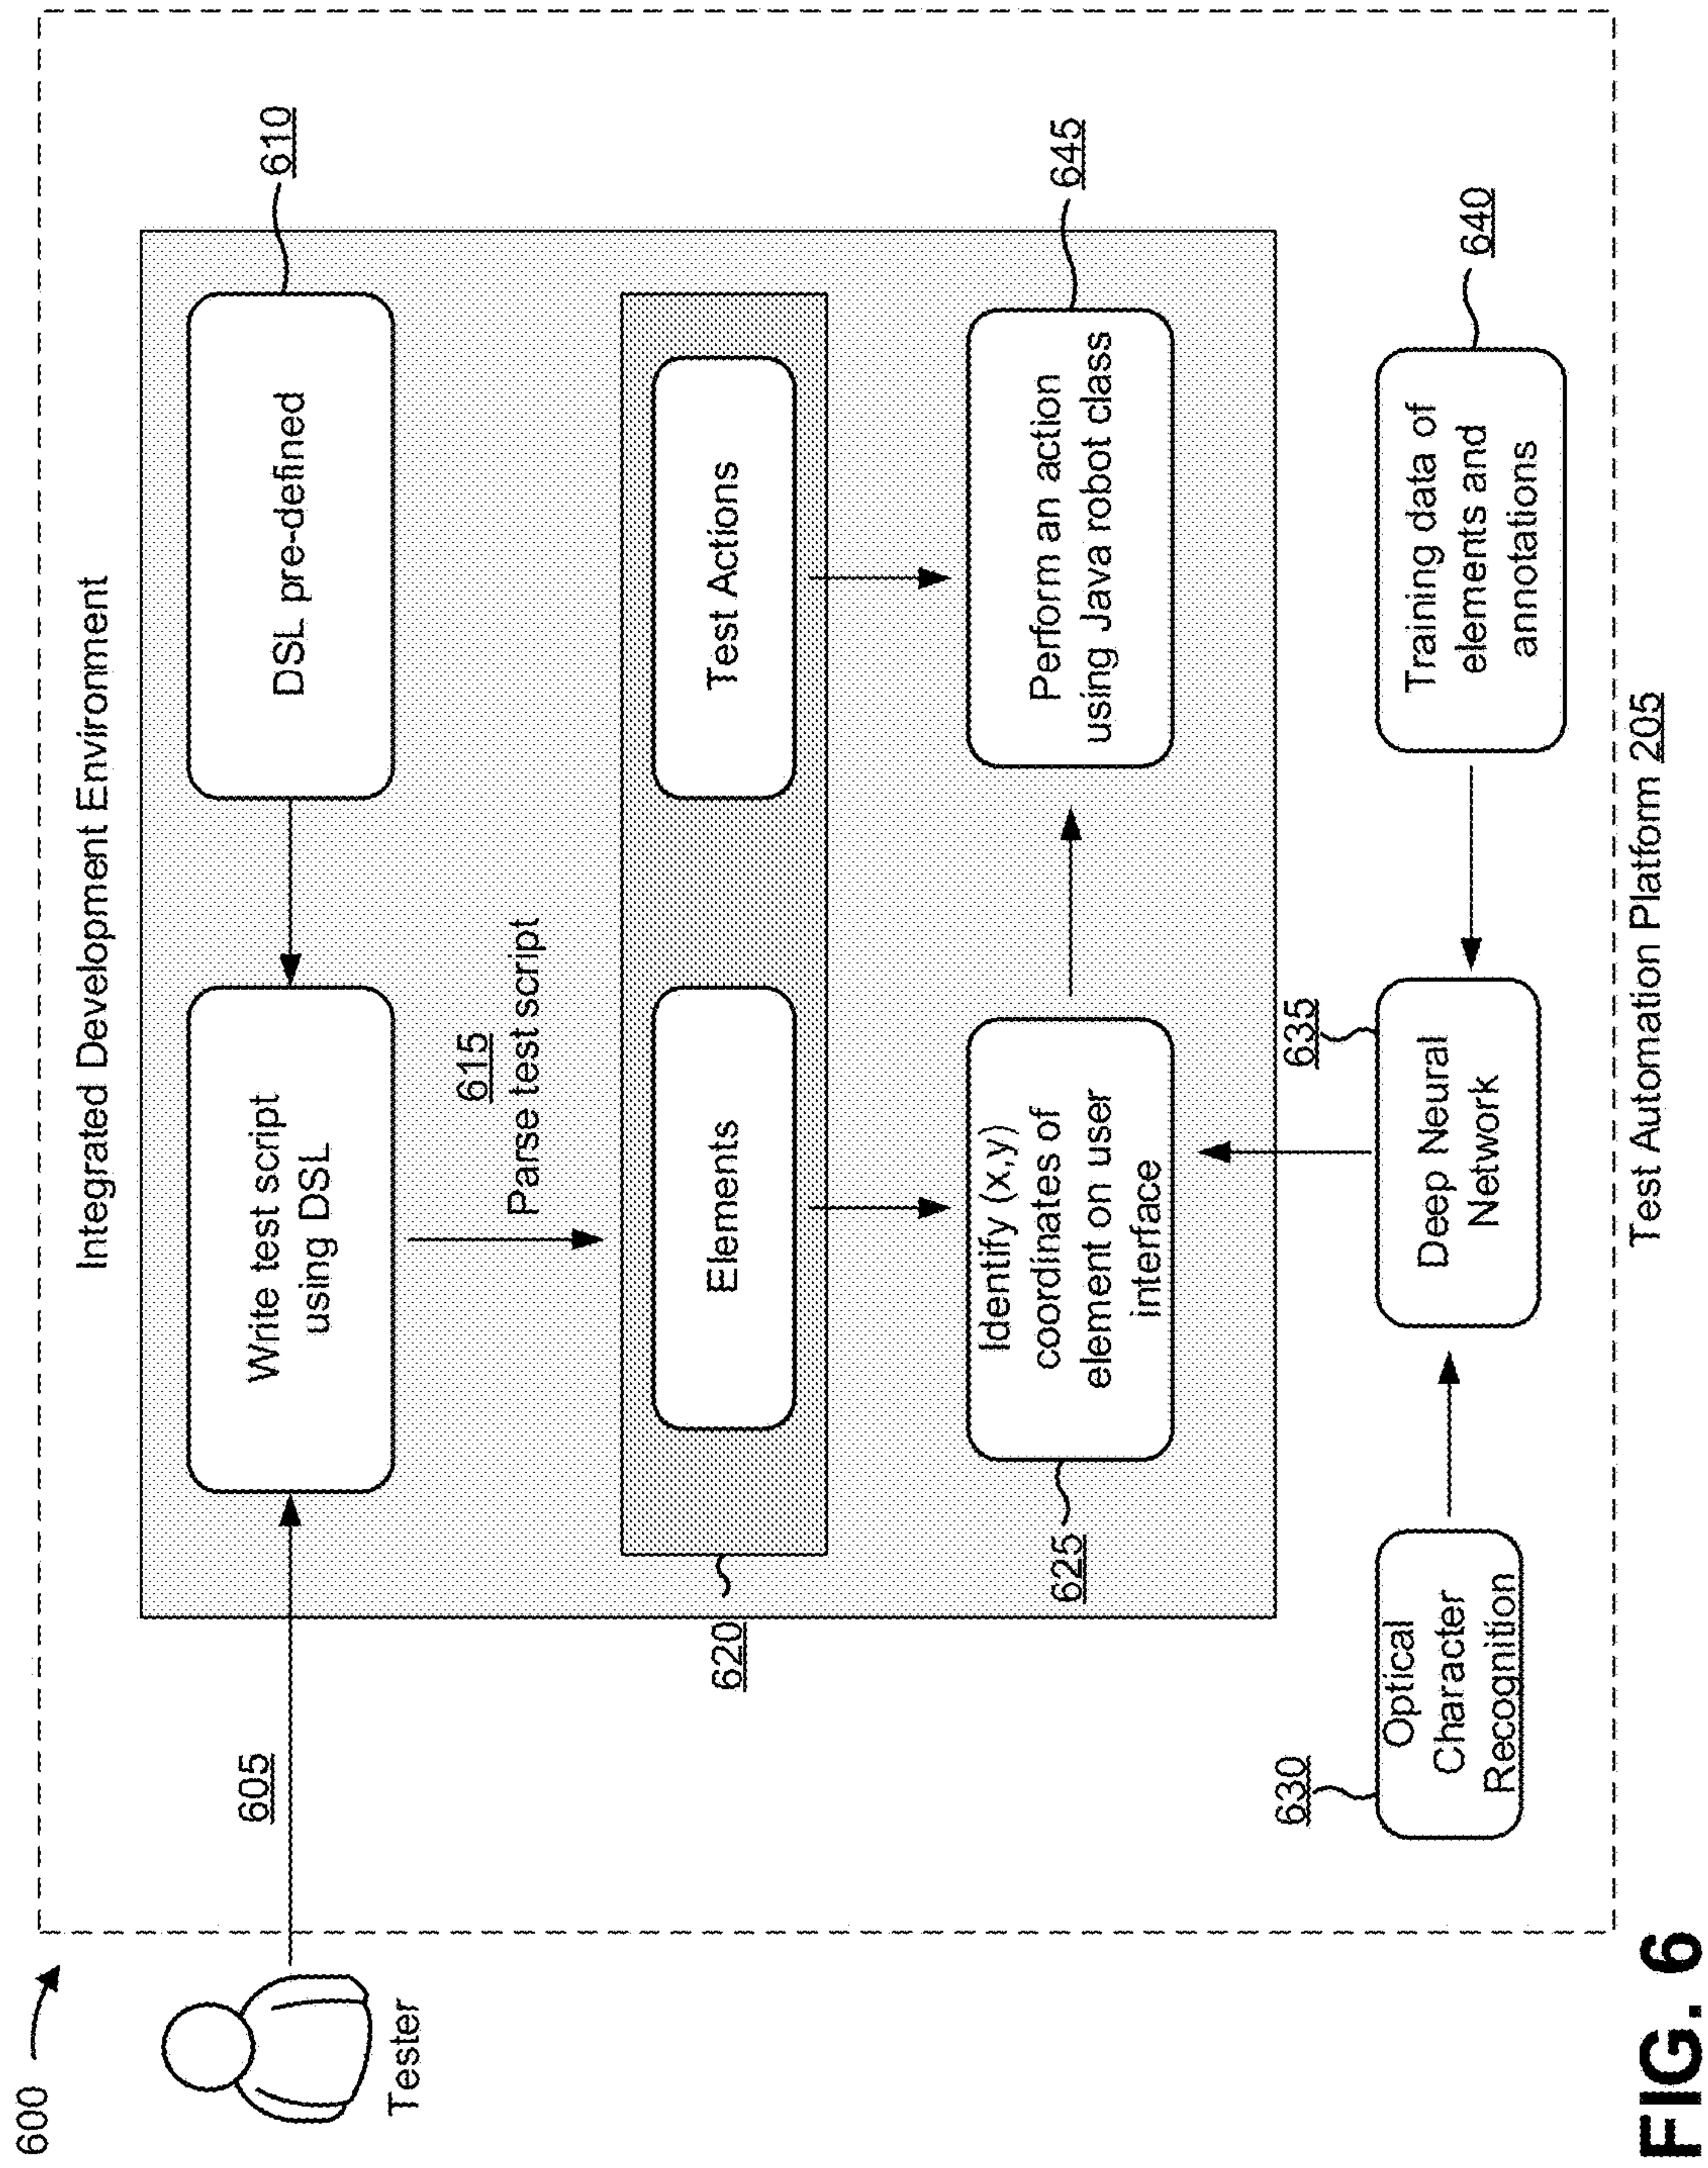 600
Integrated Development Environment
Tester
605
Write test script
using DSL
DSL pre-defined
610
615
Parse test script
620
Elements
Test Actions
625
Identify (x,y)
coordinates of
element on user
interface
Perform an action
using Java robot class
645
630
Optical
Character
Recognition
635
Deep Neural
Network
Training data of
elements and
annotations
640
Test Automation Platform 205
FIG. 6